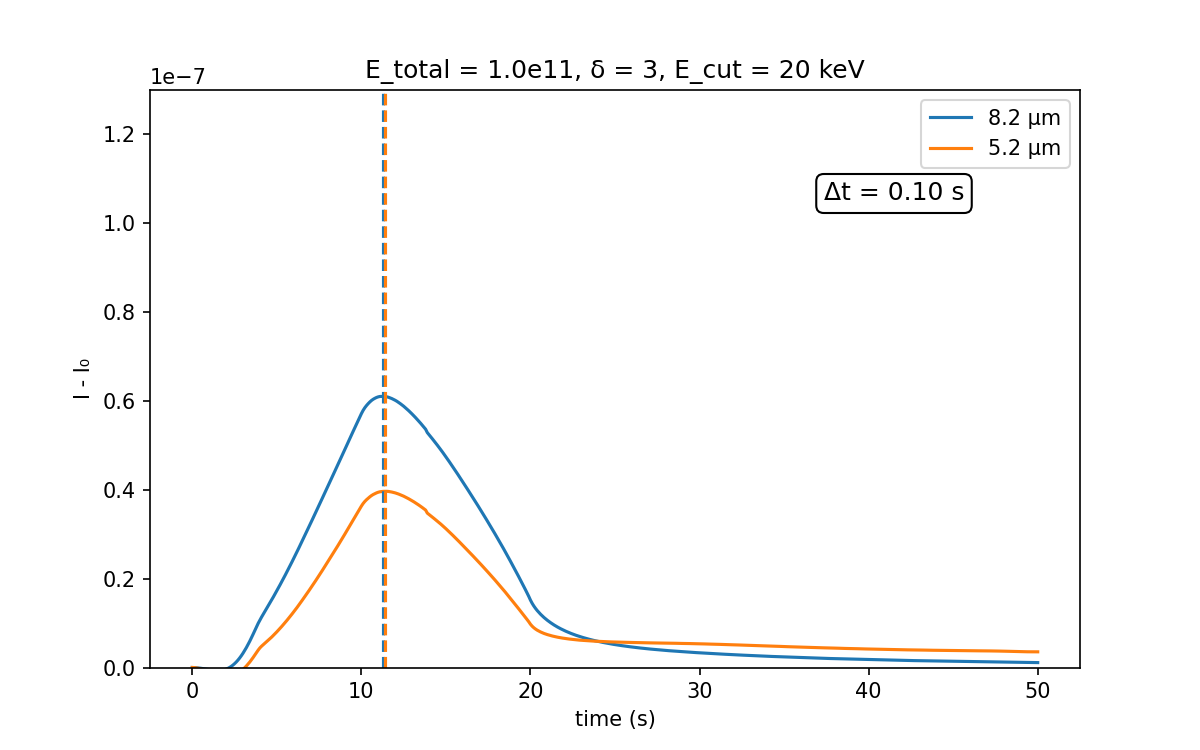 E_total = 1.0e11, δ = 3, E_cut = 20 keV
1e−7
8.2 μm
5.2 μm
Δt = 0.10 s
1.2
1.0
0.8
0.6
0.4
0.2
0.0
I - I₀
0 10 20 30 40 50
time (s)